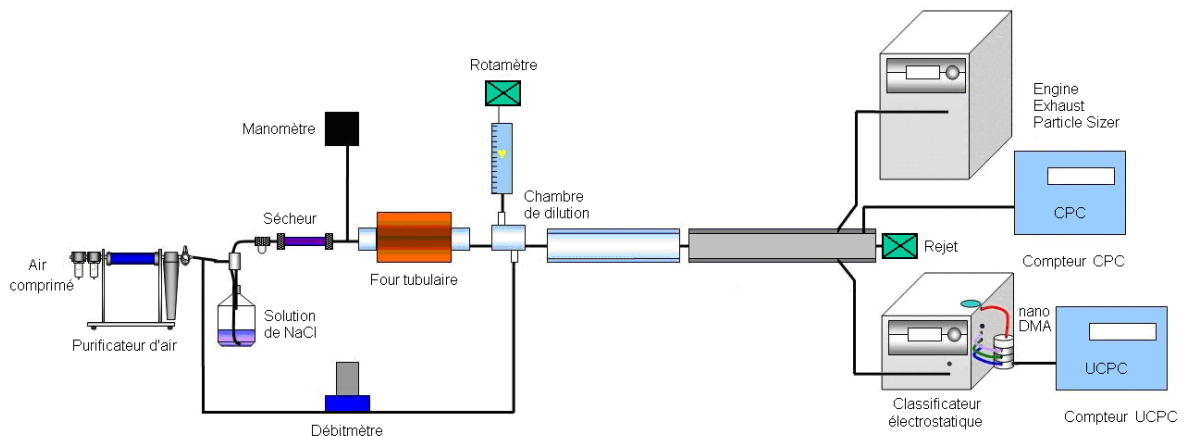 Rotamètre
Engine
Exhaust
Particle Sizer
Manomètre
Chambre
de dilution
CPC
Sécheur
Air
comprimé
Rejet
Compteur CPC
Four tubulaire
Solution
de NaCl
nano
DMA
Purificateur d'air
UCPC
Classificateur
électrostatique
Compteur UCPC
Débitmètre